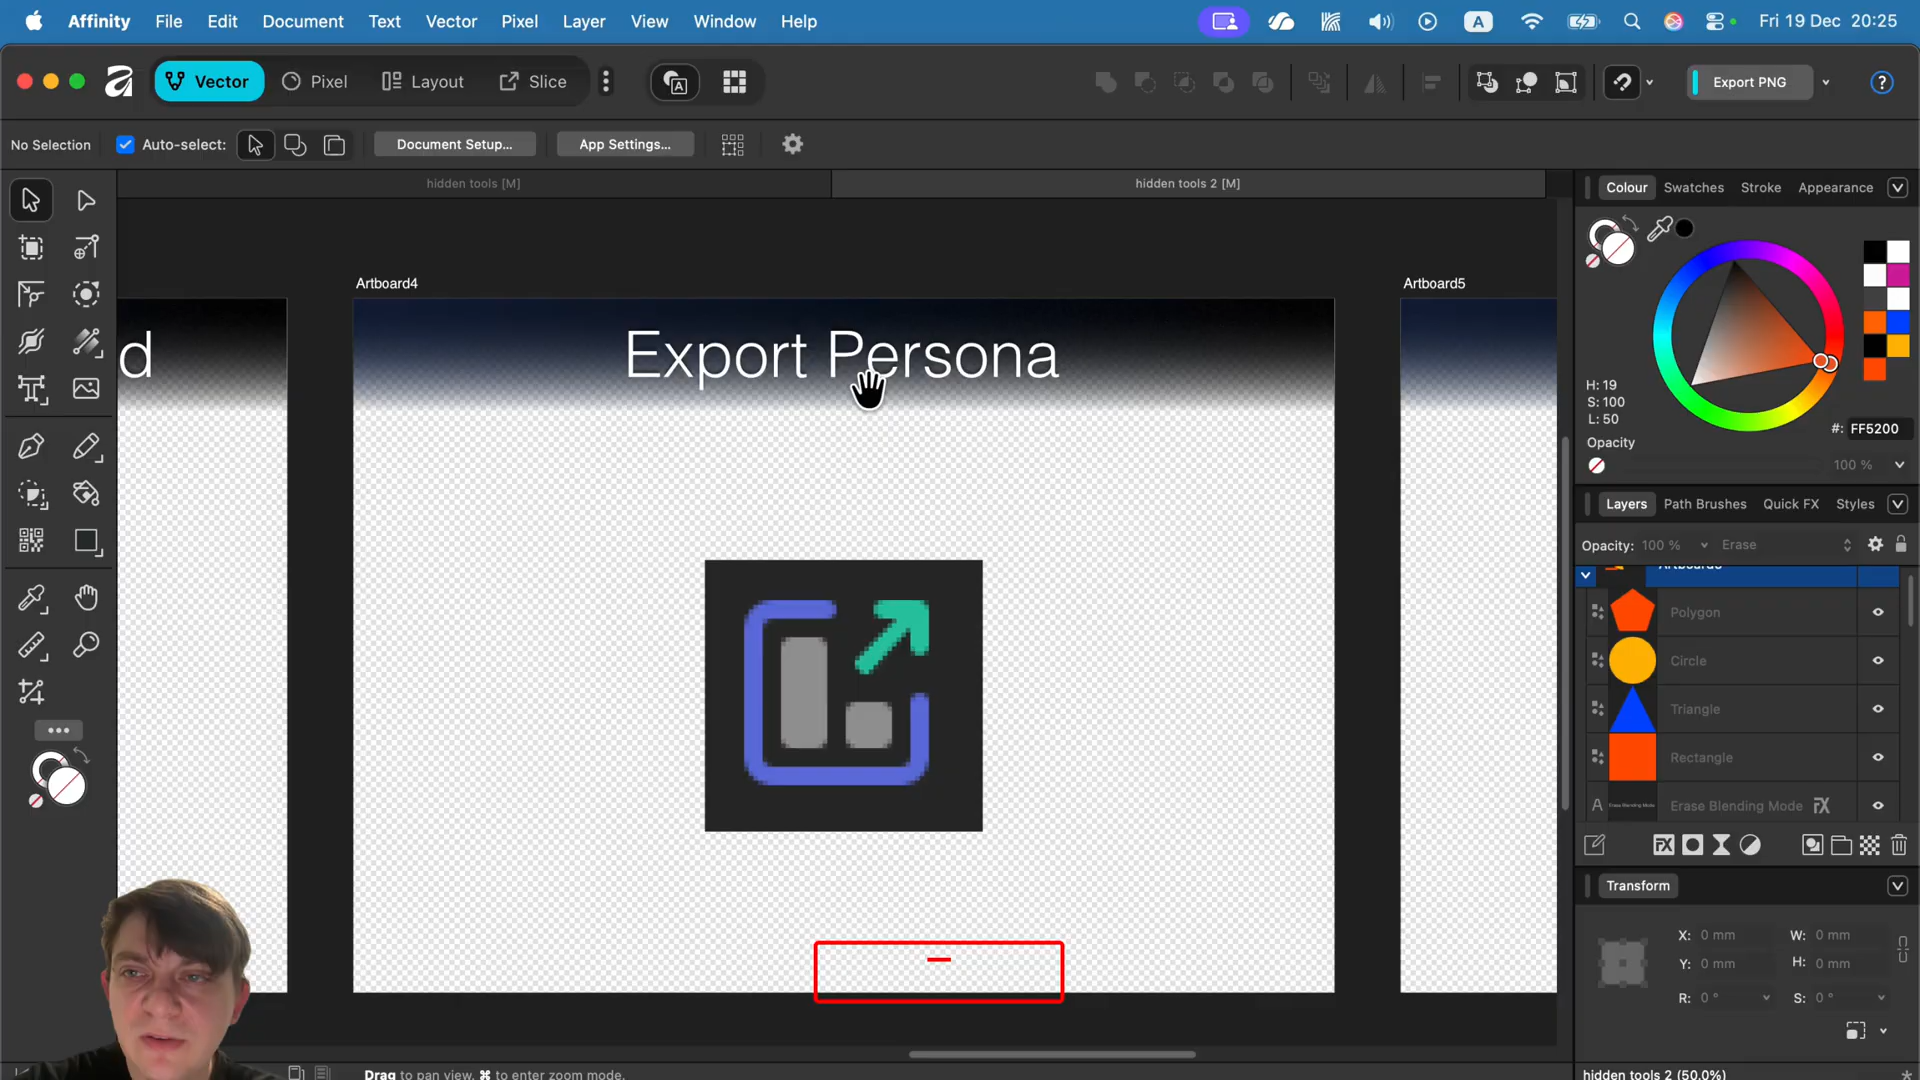 Affinity File Edit Document Text Vector Pixel Layer View Window Help A Fri 19 Dec 20:25
Vector Pixel Layout Slice Export PNG ?
No Selection Auto-select: Document Setup... App Settings...
hidden tools [M] hidden tools 2 [M]
Colour Swatches Stroke Appearance
Artboard4 Artboard5
d Export Persona
H: 19
S: 100
L: 50
#: FF5200
Opacity
100 %
Layers Path Brushes Quick FX Styles
Opacity: 100 % Erase
Polygon
Circle
Triangle
Rectangle
A Erase Blending Mode FX
Transform
X: 0 mm W: 0 mm
Y: 0 mm H: 0 mm
R: 0 ° S: 0 °
Drag to pan view. ⌘ to enter zoom mode.
hidden tools 2 (50.0%)